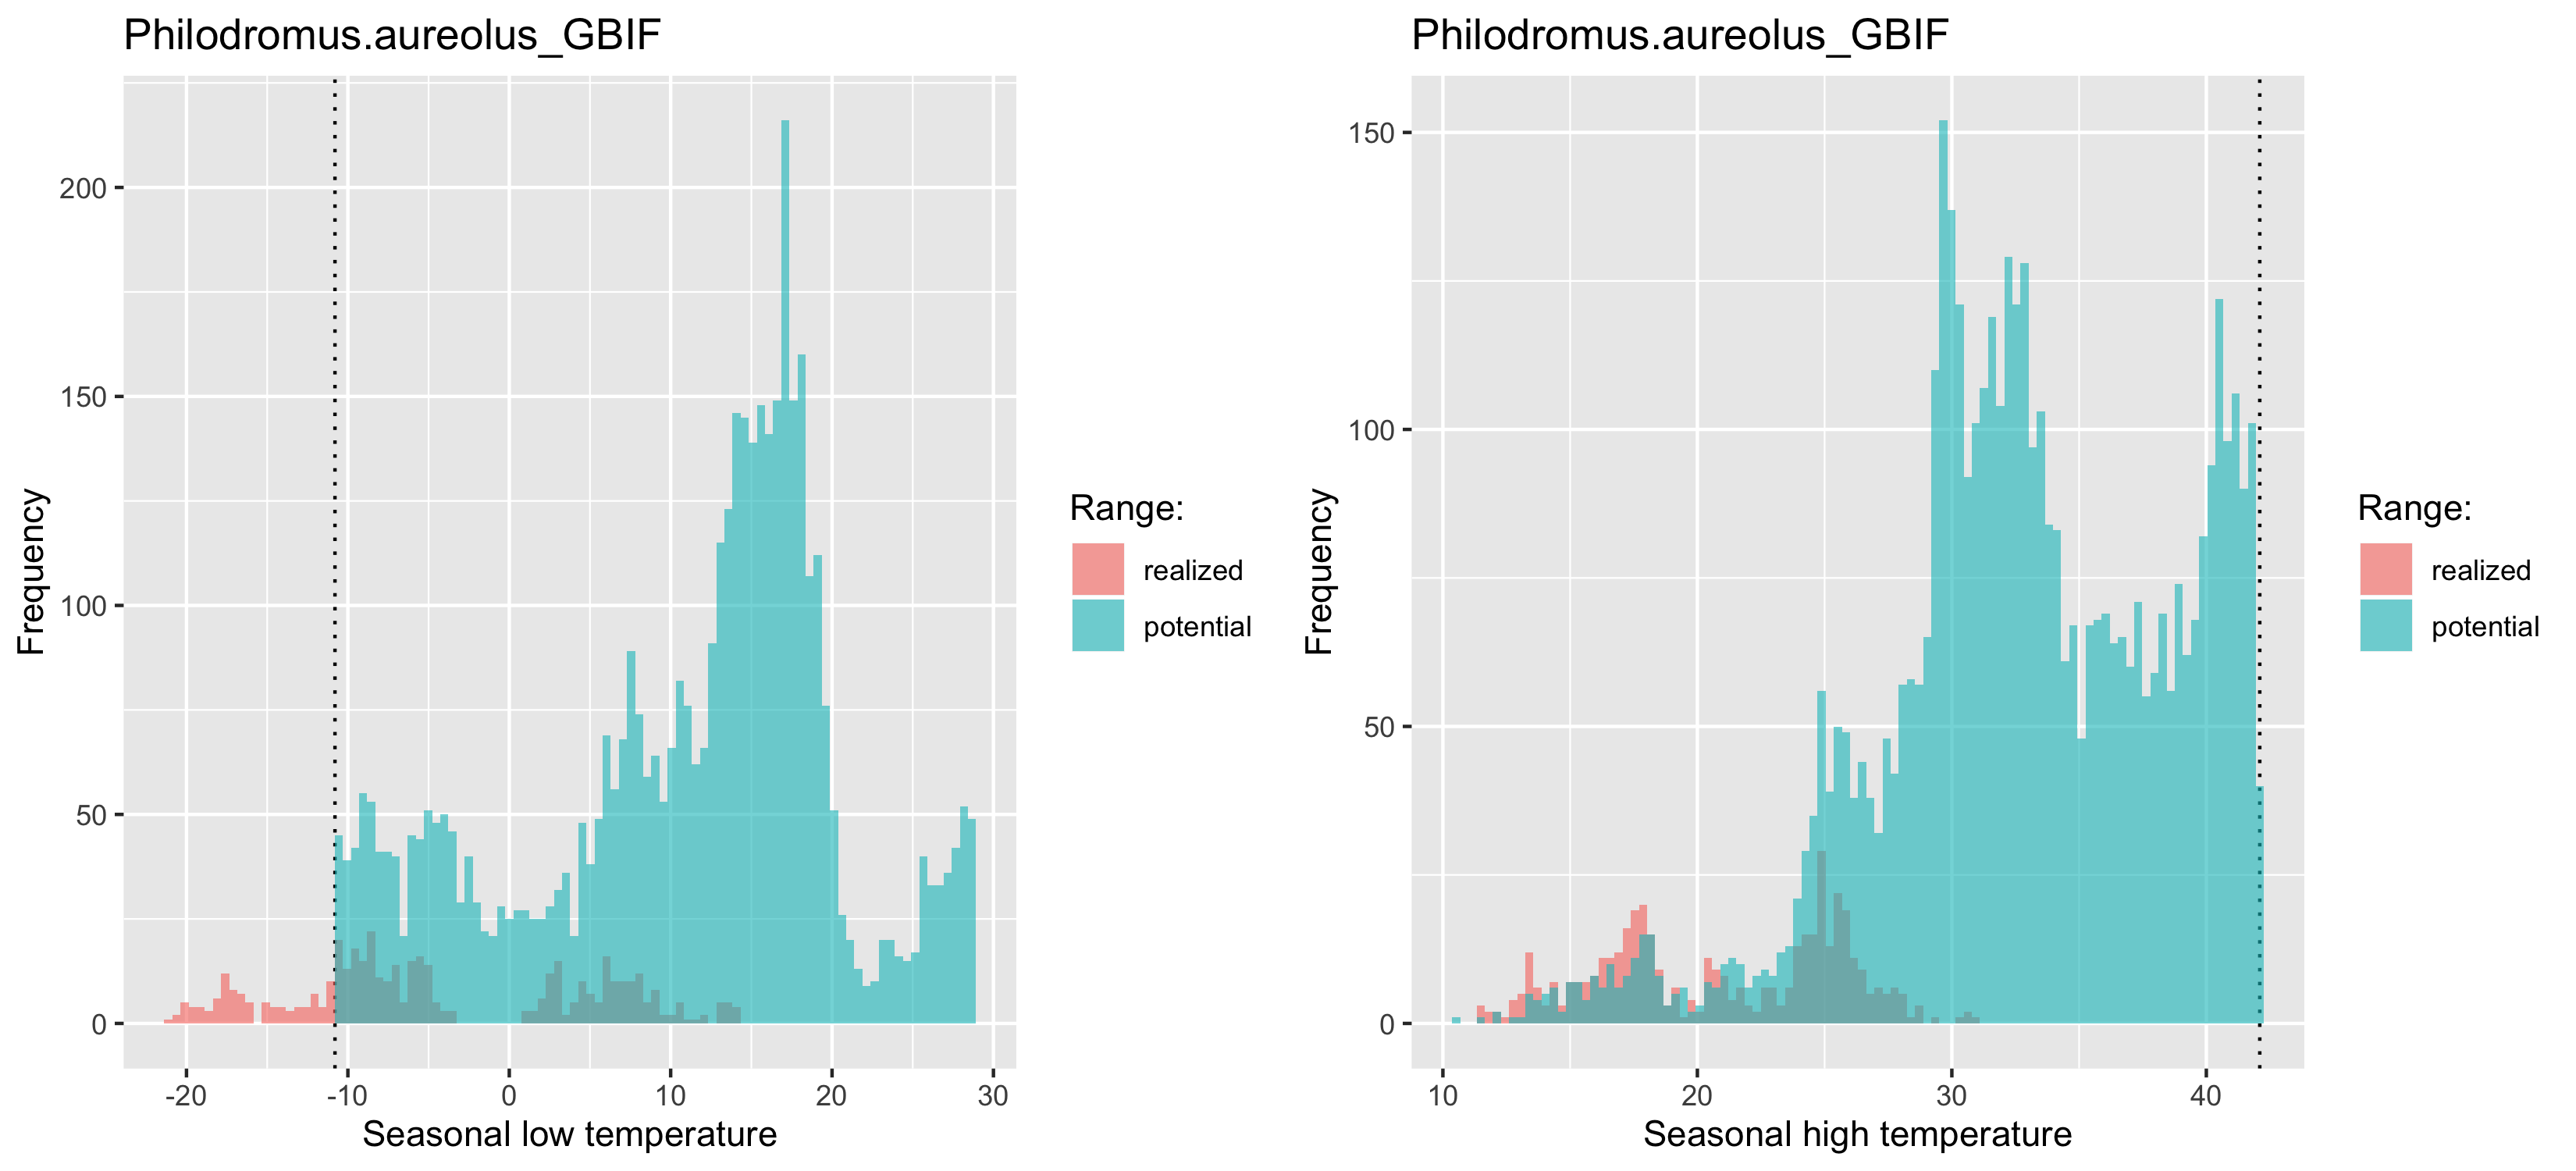 Philodromus.aureolus_GBIF
200
150
100
50
0
Frequency
-20 -10 0 10 20 30
Seasonal low temperature
Range:
realized
potential
Philodromus.aureolus_GBIF
150
100
50
0
Frequency
10 20 30 40
Seasonal high temperature
Range:
realized
potential